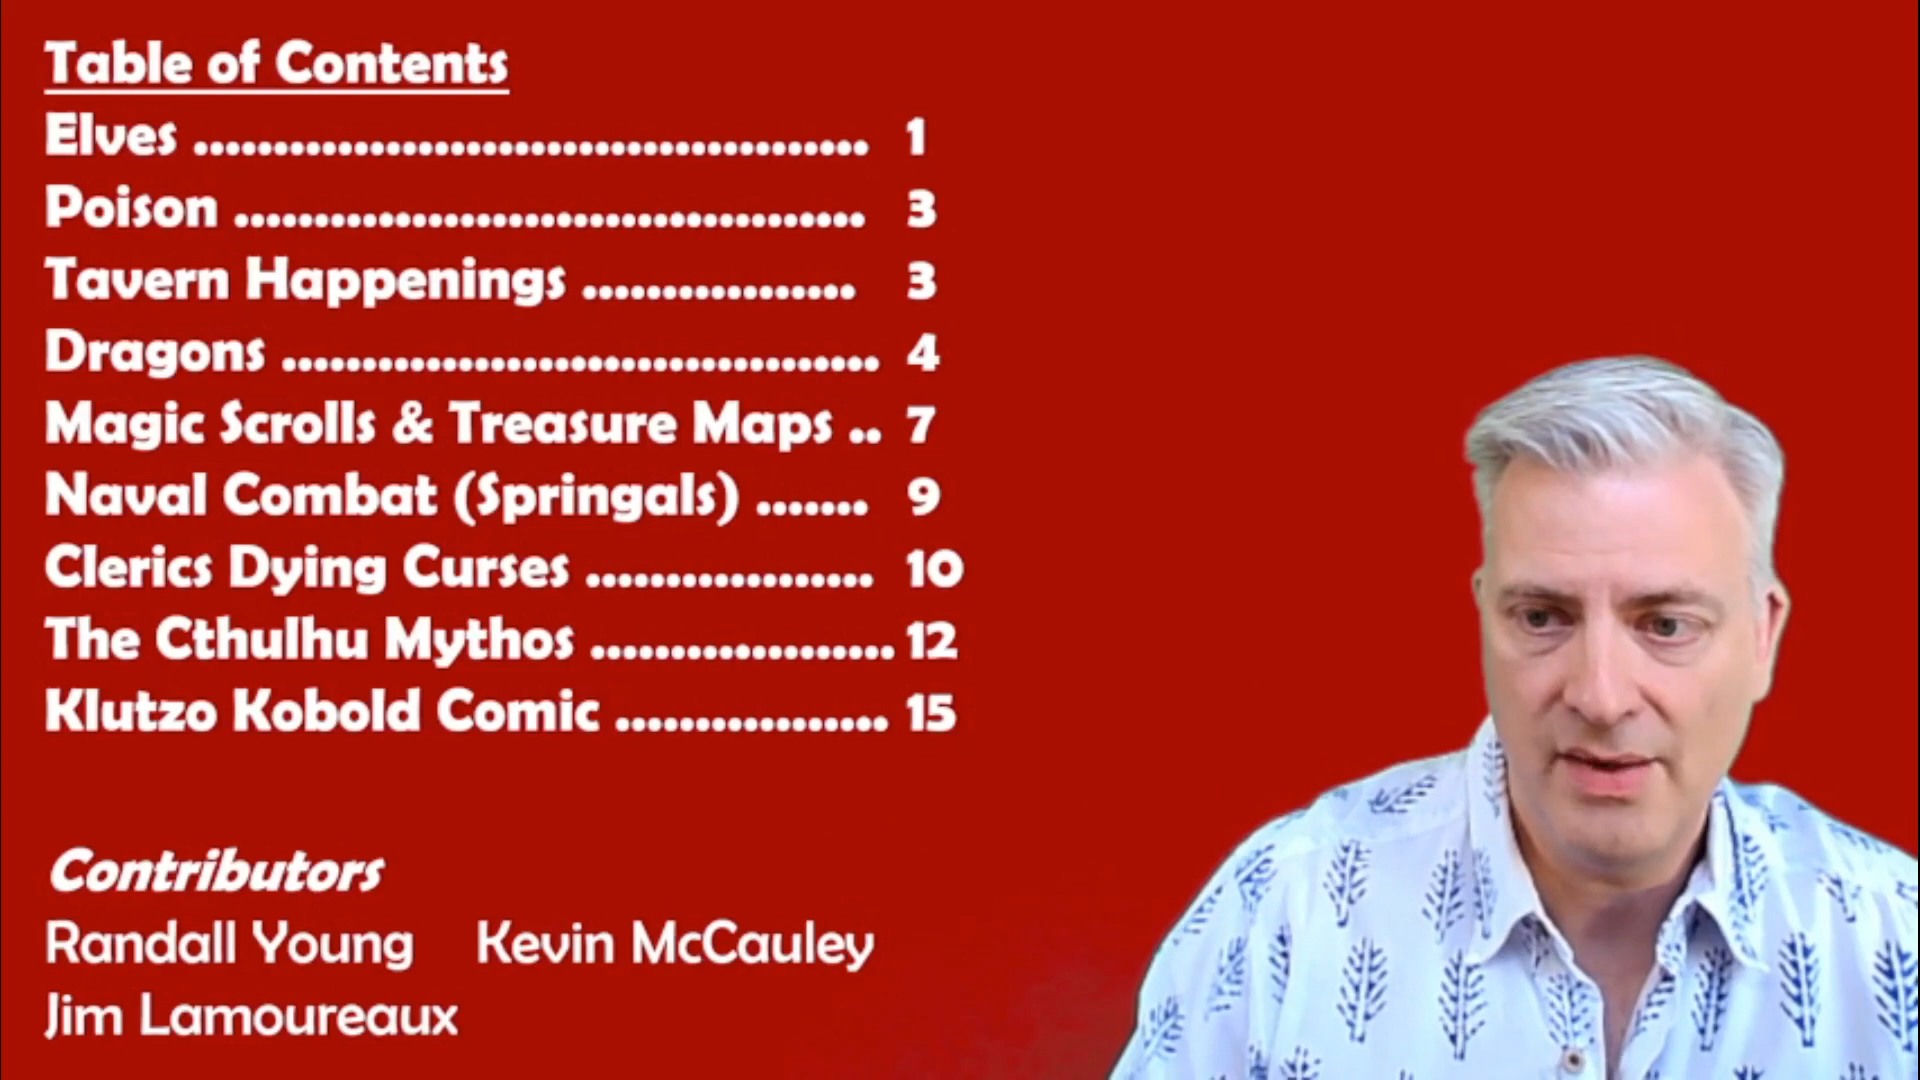 Table of Contents
Elves .......................................... 1
Poison ....................................... 3
Tavern Happenings ................. 3
Dragons ..................................... 4
Magic Scrolls & Treasure Maps .. 7
Naval Combat (Springals) ....... 9
Clerics Dying Curses .................. 10
The Cthulhu Mythos ................... 12
Klutzo Kobold Comic ................. 15
Contributors
Randall Young Kevin McCauley
Jim Lamoureaux